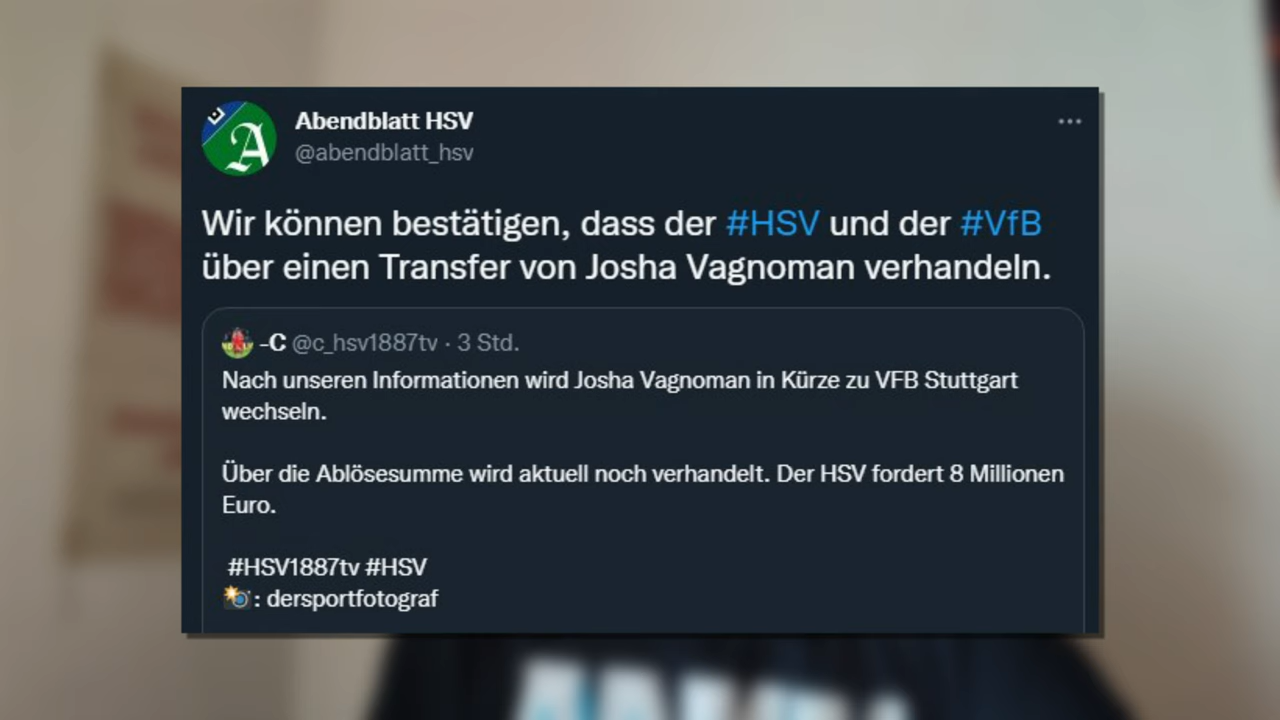 Abendblatt HSV
@abendblatt_hsv
Wir können bestätigen, dass der #HSV und der #VfB
über einen Transfer von Josha Vagnoman verhandeln.
-C @c_hsv1887tv · 3 Std.
Nach unseren Informationen wird Josha Vagnoman in Kürze zu VFB Stuttgart
wechseln.
Über die Ablösesumme wird aktuell noch verhandelt. Der HSV fordert 8 Millionen
Euro.
#HSV1887tv #HSV
📸: dersportfotograf